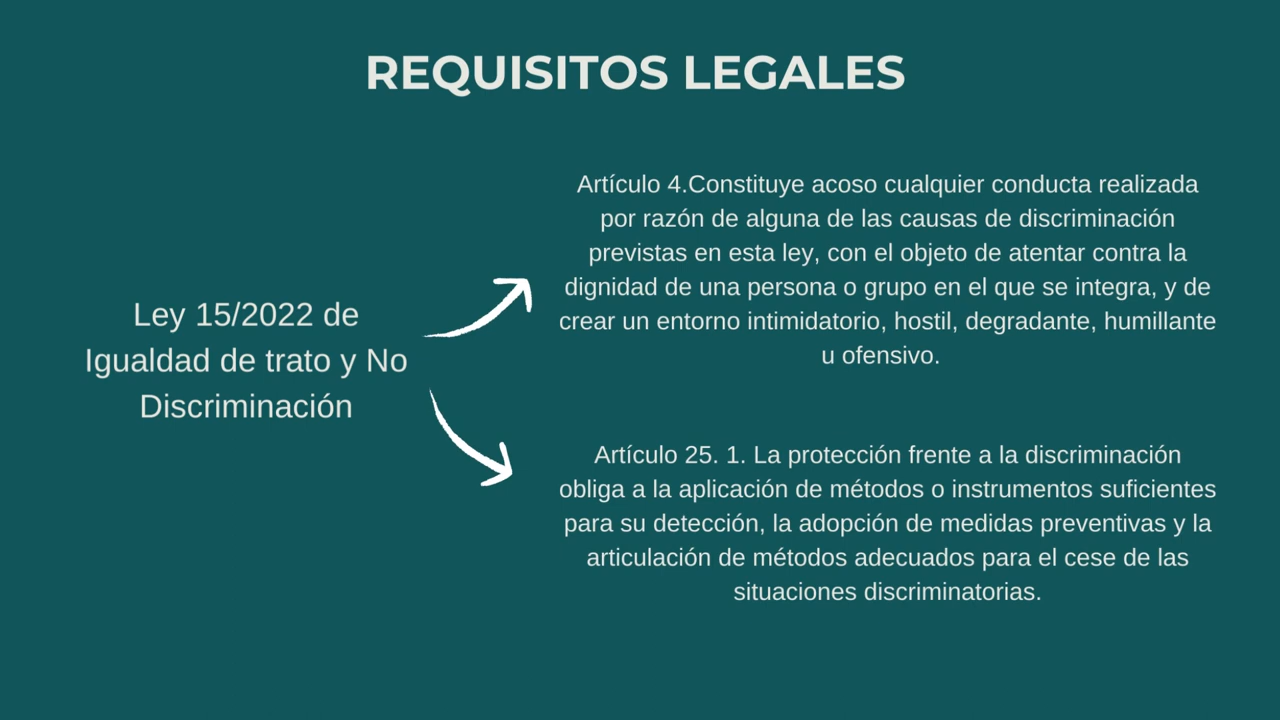 REQUISITOS LEGALES
Ley 15/2022 de
Igualdad de trato y No
Discriminación
Artículo 4.Constituye acoso cualquier conducta realizada
por razón de alguna de las causas de discriminación
previstas en esta ley, con el objeto de atentar contra la
dignidad de una persona o grupo en el que se integra, y de
crear un entorno intimidatorio, hostil, degradante, humillante
u ofensivo.
Artículo 25. 1. La protección frente a la discriminación
obliga a la aplicación de métodos o instrumentos suficientes
para su detección, la adopción de medidas preventivas y la
articulación de métodos adecuados para el cese de las
situaciones discriminatorias.